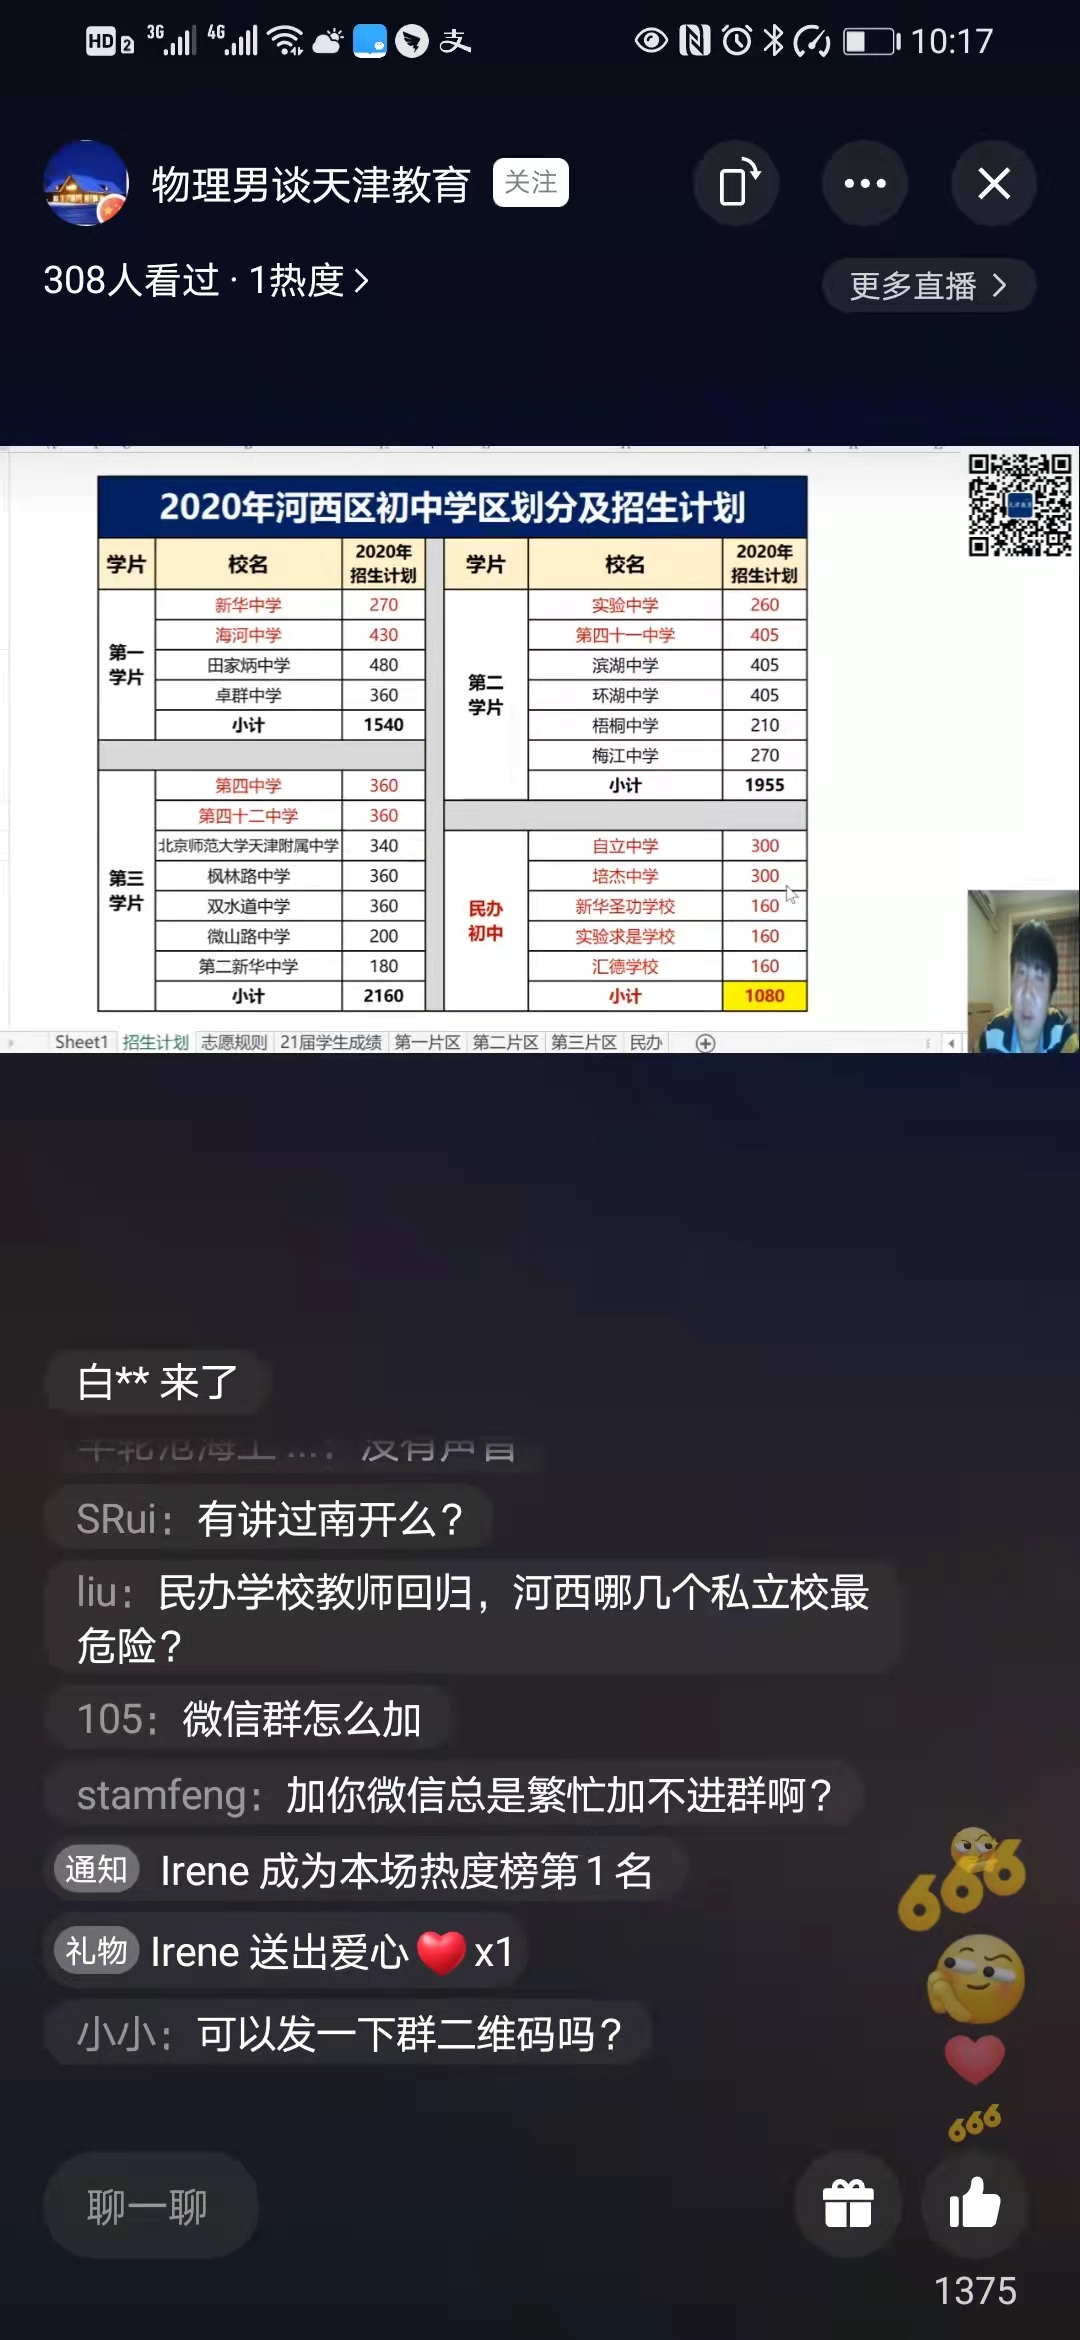 HD 2 3G 4G 支 10:17
物理男谈天津教育 关注
308人看过 · 1热度 >
更多直播 >
2020年河西区初中学区划分及招生计划
学片 校名 2020年招生计划 学片 校名 2020年招生计划
第一学片
新华中学 270
海河中学 430
田家炳中学 480
卓群中学 360
小计 1540
第二学片
实验中学 260
第四十一中学 405
滨湖中学 405
环湖中学 405
梧桐中学 210
梅江中学 270
小计 1955
第三学片
第四中学 360
第四十二中学 360
北京师范大学天津附属中学 340
枫林路中学 360
双水道中学 360
微山路中学 200
第二新华中学 180
小计 2160
民办初中
自立中学 300
培杰中学 300
新华圣功学校 160
实验求是学校 160
汇德学校 160
小计 1080
Sheet1 招生计划 志愿规则 21届学生成绩 第一片区 第二片区 第三片区 民办
白** 来了
没有声音
SRui：有讲过南开么？
liu：民办学校教师回归，河西哪几个私立校最
危险？
105：微信群怎么加
stamfeng：加你微信总是繁忙加不进群啊？
通知 Irene 成为本场热度榜第 1 名
礼物 Irene 送出爱心 x1
小小：可以发一下群二维码吗？
666
666
聊一聊
1375